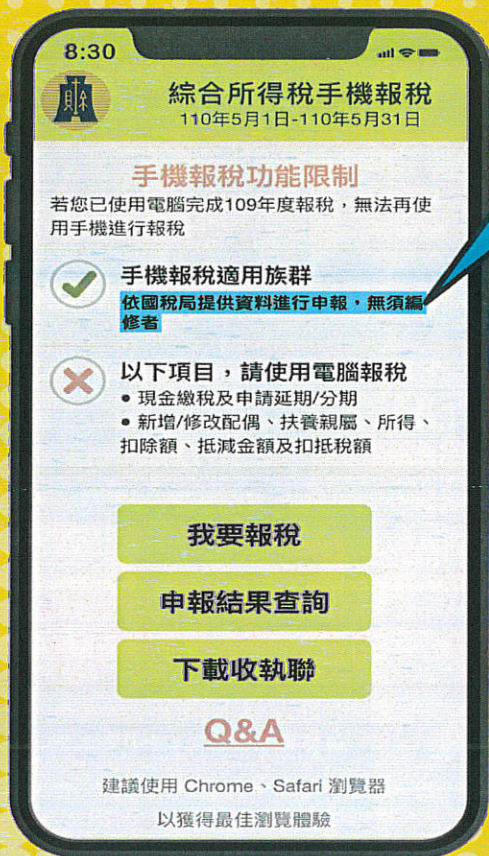 8:30
財
綜合所得稅手機報稅
110年5月1日-110年5月31日
手機報稅功能限制
若您已使用電腦完成109年度報稅，無法再使
用手機進行報稅
手機報稅適用族群
依國稅局提供資料進行申報，無須編
修者
以下項目，請使用電腦報稅
• 現金繳稅及申請延期/分期
• 新增/修改配偶、扶養親屬、所得、
扣除額、抵減金額及扣抵稅額
我要報稅
申報結果查詢
下載收執聯
Q&A
建議使用 Chrome、Safari 瀏覽器
以獲得最佳瀏覽體驗